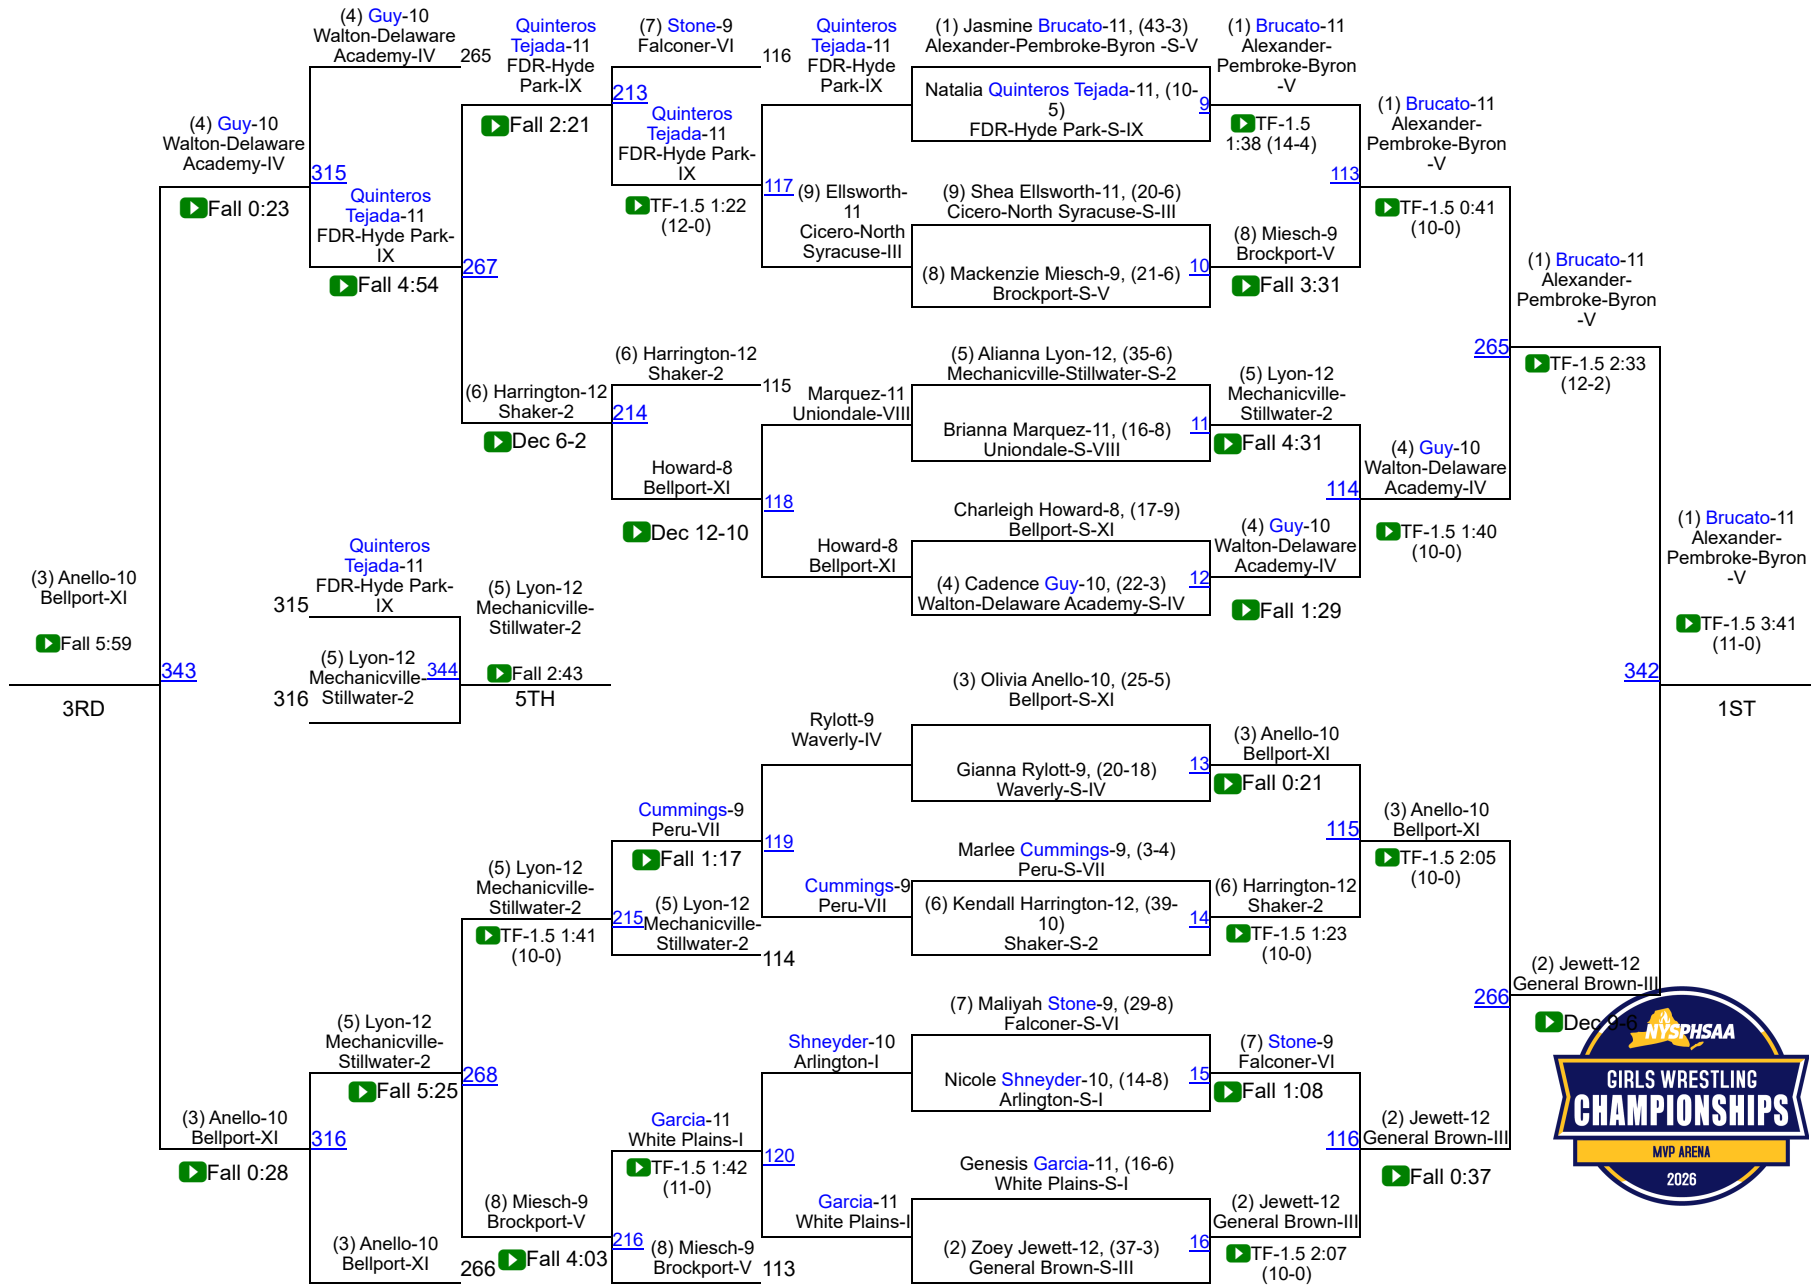 (4) Guy-10
Walton-Delaware
Academy-IV
265
(4) Guy-10
Walton-Delaware
Academy-IV
315
Fall 0:23
Quinteros
Tejada-11
FDR-Hyde Park-
IX
Fall 4:54
Quinteros
Tejada-11
FDR-Hyde
Park-IX
213
Fall 2:21
267
(7) Stone-9
Falconer-VI
116
Quinteros
Tejada-11
FDR-Hyde Park-
IX
TF-1.5 1:22
(12-0)
(6) Harrington-12
Shaker-2
115
(6) Harrington-12
Shaker-2
214
Dec 6-2
Howard-8
Bellport-XI
Dec 12-10
Quinteros
Tejada-11
FDR-Hyde
Park-IX
117
(9) Ellsworth-
11
Cicero-North
Syracuse-III
Marquez-11
Uniondale-VIII
118
Howard-8
Bellport-XI
(1) Jasmine Brucato-11, (43-3)
Alexander-Pembroke-Byron -S-V
Natalia Quinteros Tejada-11, (10-
5)
FDR-Hyde Park-S-IX
9
(9) Shea Ellsworth-11, (20-6)
Cicero-North Syracuse-S-III
(8) Mackenzie Miesch-9, (21-6)
Brockport-S-V
10
(5) Alianna Lyon-12, (35-6)
Mechanicville-Stillwater-S-2
Brianna Marquez-11, (16-8)
Uniondale-S-VIII
11
Charleigh Howard-8, (17-9)
Bellport-S-XI
(4) Cadence Guy-10, (22-3)
Walton-Delaware Academy-S-IV
12
(1) Brucato-11
Alexander-
Pembroke-Byron
-V
TF-1.5
1:38 (14-4)
(8) Miesch-9
Brockport-V
Fall 3:31
(5) Lyon-12
Mechanicville-
Stillwater-2
Fall 4:31
(4) Guy-10
Walton-Delaware
Academy-IV
Fall 1:29
(1) Brucato-11
Alexander-
Pembroke-Byron
-V
113
TF-1.5 0:41
(10-0)
(4) Guy-10
Walton-Delaware
Academy-IV
114
TF-1.5 1:40
(10-0)
(1) Brucato-11
Alexander-
Pembroke-Byron
-V
265
TF-1.5 2:33
(12-2)
(1) Brucato-11
Alexander-
Pembroke-Byron
-V
TF-1.5 3:41
(11-0)
342
1ST
(3) Anello-10
Bellport-XI
Fall 5:59
343
3RD
Quinteros
Tejada-11
FDR-Hyde Park-
IX
315
(5) Lyon-12
Mechanicville-
Stillwater-2
316
344
(5) Lyon-12
Mechanicville-
Stillwater-2
Fall 2:43
5TH
(3) Anello-10
Bellport-XI
316
Fall 0:28
(5) Lyon-12
Mechanicville-
Stillwater-2
Fall 5:25
(3) Anello-10
Bellport-XI
266
(5) Lyon-12
Mechanicville-
Stillwater-2
TF-1.5 1:41
(10-0)
268
(8) Miesch-9
Brockport-V
Fall 4:03
Cummings-9
Peru-VII
Fall 1:17
215
(5) Lyon-12
Mechanicville-
Stillwater-2
114
Garcia-11
White Plains-I
TF-1.5 1:42
(11-0)
216
(8) Miesch-9
Brockport-V
113
Rylott-9
Waverly-IV
119
Cummings-9
Peru-VII
Shneyder-10
Arlington-I
120
Garcia-11
White Plains-I
(3) Olivia Anello-10, (25-5)
Bellport-S-XI
Gianna Rylott-9, (20-18)
Waverly-S-IV
13
Marlee Cummings-9, (3-4)
Peru-S-VII
(6) Kendall Harrington-12, (39-
10)
Shaker-S-2
14
(7) Maliyah Stone-9, (29-8)
Falconer-S-VI
Nicole Shneyder-10, (14-8)
Arlington-S-I
15
Genesis Garcia-11, (16-6)
White Plains-S-I
(2) Zoey Jewett-12, (37-3)
General Brown-S-III
16
(3) Anello-10
Bellport-XI
Fall 0:21
(6) Harrington-12
Shaker-2
TF-1.5 1:23
(10-0)
(7) Stone-9
Falconer-VI
Fall 1:08
(2) Jewett-12
General Brown-III
TF-1.5 2:07
(10-0)
(3) Anello-10
Bellport-XI
115
TF-1.5 2:05
(10-0)
(2) Jewett-12
General Brown-III
116
Fall 0:37
(2) Jewett-12
General Brown-III
266
Dec 9-6
NYSPHSAA
GIRLS WRESTLING
CHAMPIONSHIPS
MVP ARENA
2026